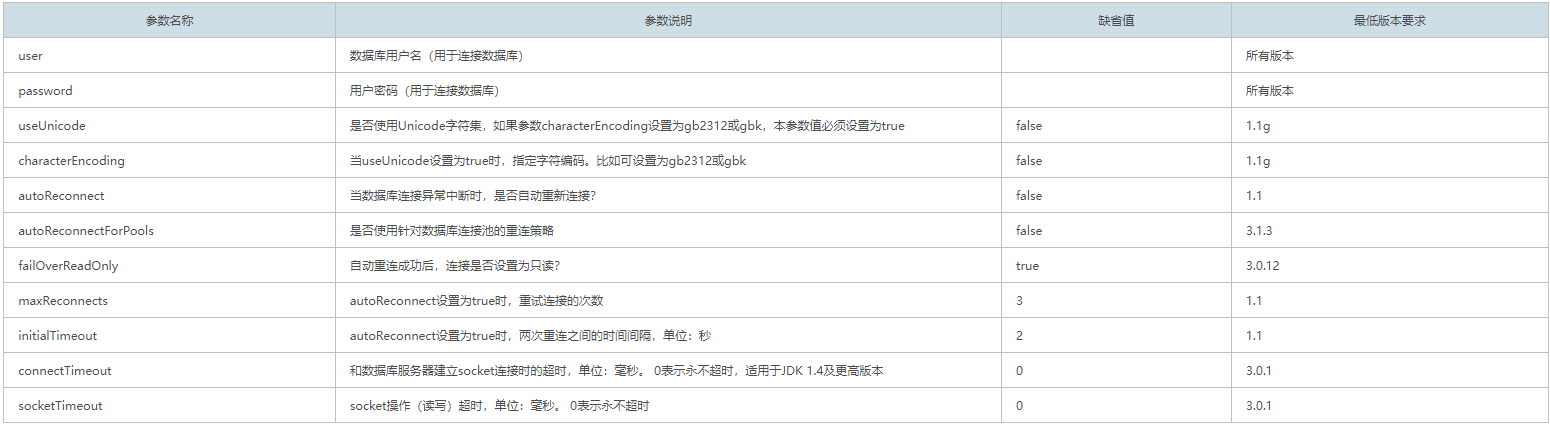 参数名称 参数说明 缺省值 最低版本要求
user 数据库用户名（用于连接数据库） 所有版本
password 用户密码（用于连接数据库） 所有版本
useUnicode 是否使用Unicode字符集，如果参数characterEncoding设置为gb2312或gbk，本参数值必须设置为true false 1.1g
characterEncoding 当useUnicode设置为true时，指定字符编码。比如可设置为gb2312或gbk false 1.1g
autoReconnect 当数据库连接异常中断时，是否自动重新连接？ false 1.1
autoReconnectForPools 是否使用针对数据库连接池的重连策略 false 3.1.3
failOverReadOnly 自动重连成功后，连接是否设置为只读？ true 3.0.12
maxReconnects autoReconnect设置为true时，重试连接的次数 3 1.1
initialTimeout autoReconnect设置为true时，两次重连之间的时间间隔，单位：秒 2 1.1
connectTimeout 和数据库服务器建立socket连接时的超时，单位：毫秒。 0表示永不超时，适用于JDK 1.4及更高版本 0 3.0.1
socketTimeout socket操作（读写）超时，单位：毫秒。 0表示永不超时 0 3.0.1